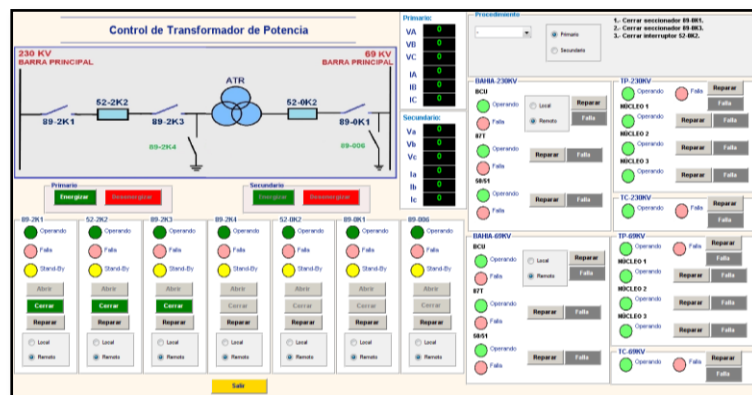 Control de Transformador de Potencia
230 KV
BARRA PRINCIPAL
69 KV
BARRA PRINCIPAL
ATR
52-2K2
52-0K2
89-2K1
89-2K3
89-0K1
89-2K4
89-006
Primario
Energizar
Desenergizar
Secundario
Energizar
Desenergizar
Primario:
VA 0
VB 0
VC 0
IA 0
IB 0
IC 0
Secundario:
Va 0
Vb 0
Vc 0
Ia 0
Ib 0
Ic 0
Procedimiento
-
Primario
Secundario
1.- Cerrar seccionador 89-0K1.
2.- Cerrar seccionador 89-0K3.
3.- Cerrar interruptor 52-0K2.
89-2K1
Operando
Falla
Stand-By
Abrir
Cerrar
Reparar
Local
Remoto
52-2K2
Operando
Falla
Stand-By
Abrir
Cerrar
Reparar
Local
Remoto
89-2K3
Operando
Falla
Stand-By
Abrir
Cerrar
Reparar
Local
Remoto
89-2K4
Operando
Falla
Stand-By
Abrir
Cerrar
Reparar
Local
Remoto
52-0K2
Operando
Falla
Stand-By
Abrir
Cerrar
Reparar
Local
Remoto
89-0K1
Operando
Falla
Stand-By
Abrir
Cerrar
Reparar
Local
Remoto
89-006
Operando
Falla
Stand-By
Abrir
Cerrar
Reparar
Local
Remoto
Salir
BAHIA-230KV
BCU
Operando
Falla
Local
Remoto
Reparar
Falla
87T
Operando
Falla
Reparar
Falla
50/51
Operando
Falla
Reparar
Falla
TP-230KV
Operando
Falla
Reparar
Falla
NÚCLEO 1
Operando
Reparar
Falla
NÚCLEO 2
Operando
Reparar
Falla
NÚCLEO 3
Operando
Reparar
Falla
TC-230KV
Operando
Falla
Reparar
Falla
BAHIA-69KV
BCU
Operando
Falla
Local
Remoto
Reparar
Falla
87T
Operando
Falla
Reparar
Falla
50/51
Operando
Falla
Reparar
Falla
TP-69KV
Operando
Falla
Reparar
Falla
NÚCLEO 1
Operando
Reparar
Falla
NÚCLEO 2
Operando
Reparar
Falla
NÚCLEO 3
Operando
Reparar
Falla
TC-69KV
Operando
Falla
Reparar
Falla